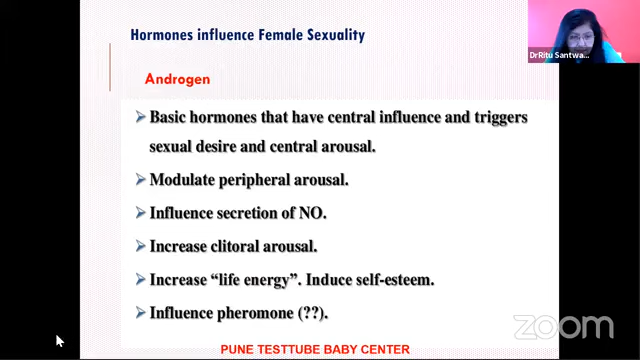 Hormones influence Female Sexuality
DrRitu Santwa...
Androgen
Basic hormones that have central influence and triggers
sexual desire and central arousal.
Modulate peripheral arousal.
Influence secretion of NO.
Increase clitoral arousal.
Increase “life energy”. Induce self-esteem.
Influence pheromone (??).
zoom
PUNE TESTTUBE BABY CENTER